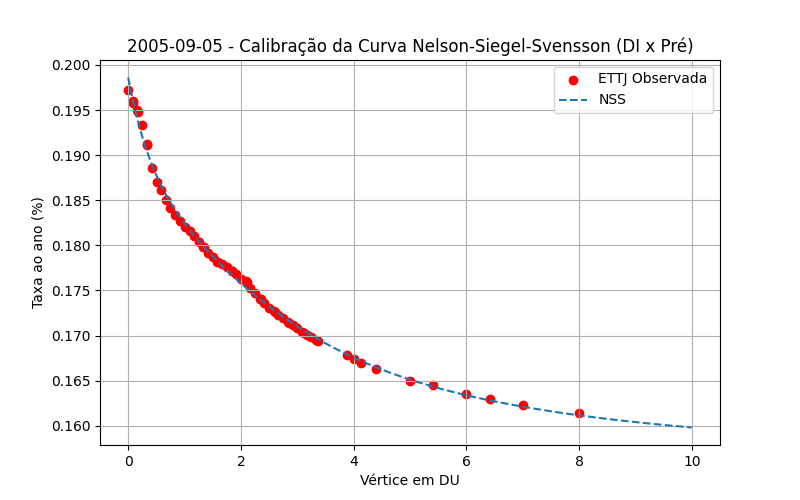 2005-09-05 - Calibração da Curva Nelson-Siegel-Svensson (DI x Pré)
ETTJ Observada
NSS
Taxa ao ano (%)
0.200
0.195
0.190
0.185
0.180
0.175
0.170
0.165
0.160
0 2 4 6 8 10
Vértice em DU